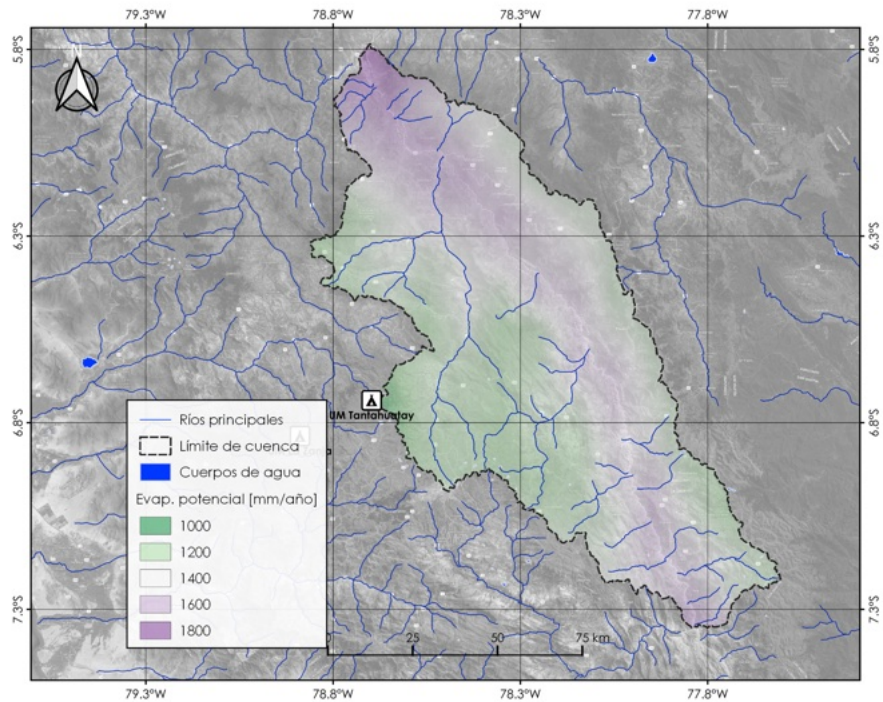 79.3°W 78.8°W 78.3°W 77.8°W
5.8°S 5.8°S
N
6.3°S 6.3°S
UM Tantahuatay
6.8°S 6.8°S
Ríos principales
Límite de cuenca
Cuerpos de agua
Evap. potencial [mm/año]
1000
1200
1400
1600
1800
7.3°S 7.3°S
0 25 50 75 km
79.3°W 78.8°W 78.3°W 77.8°W